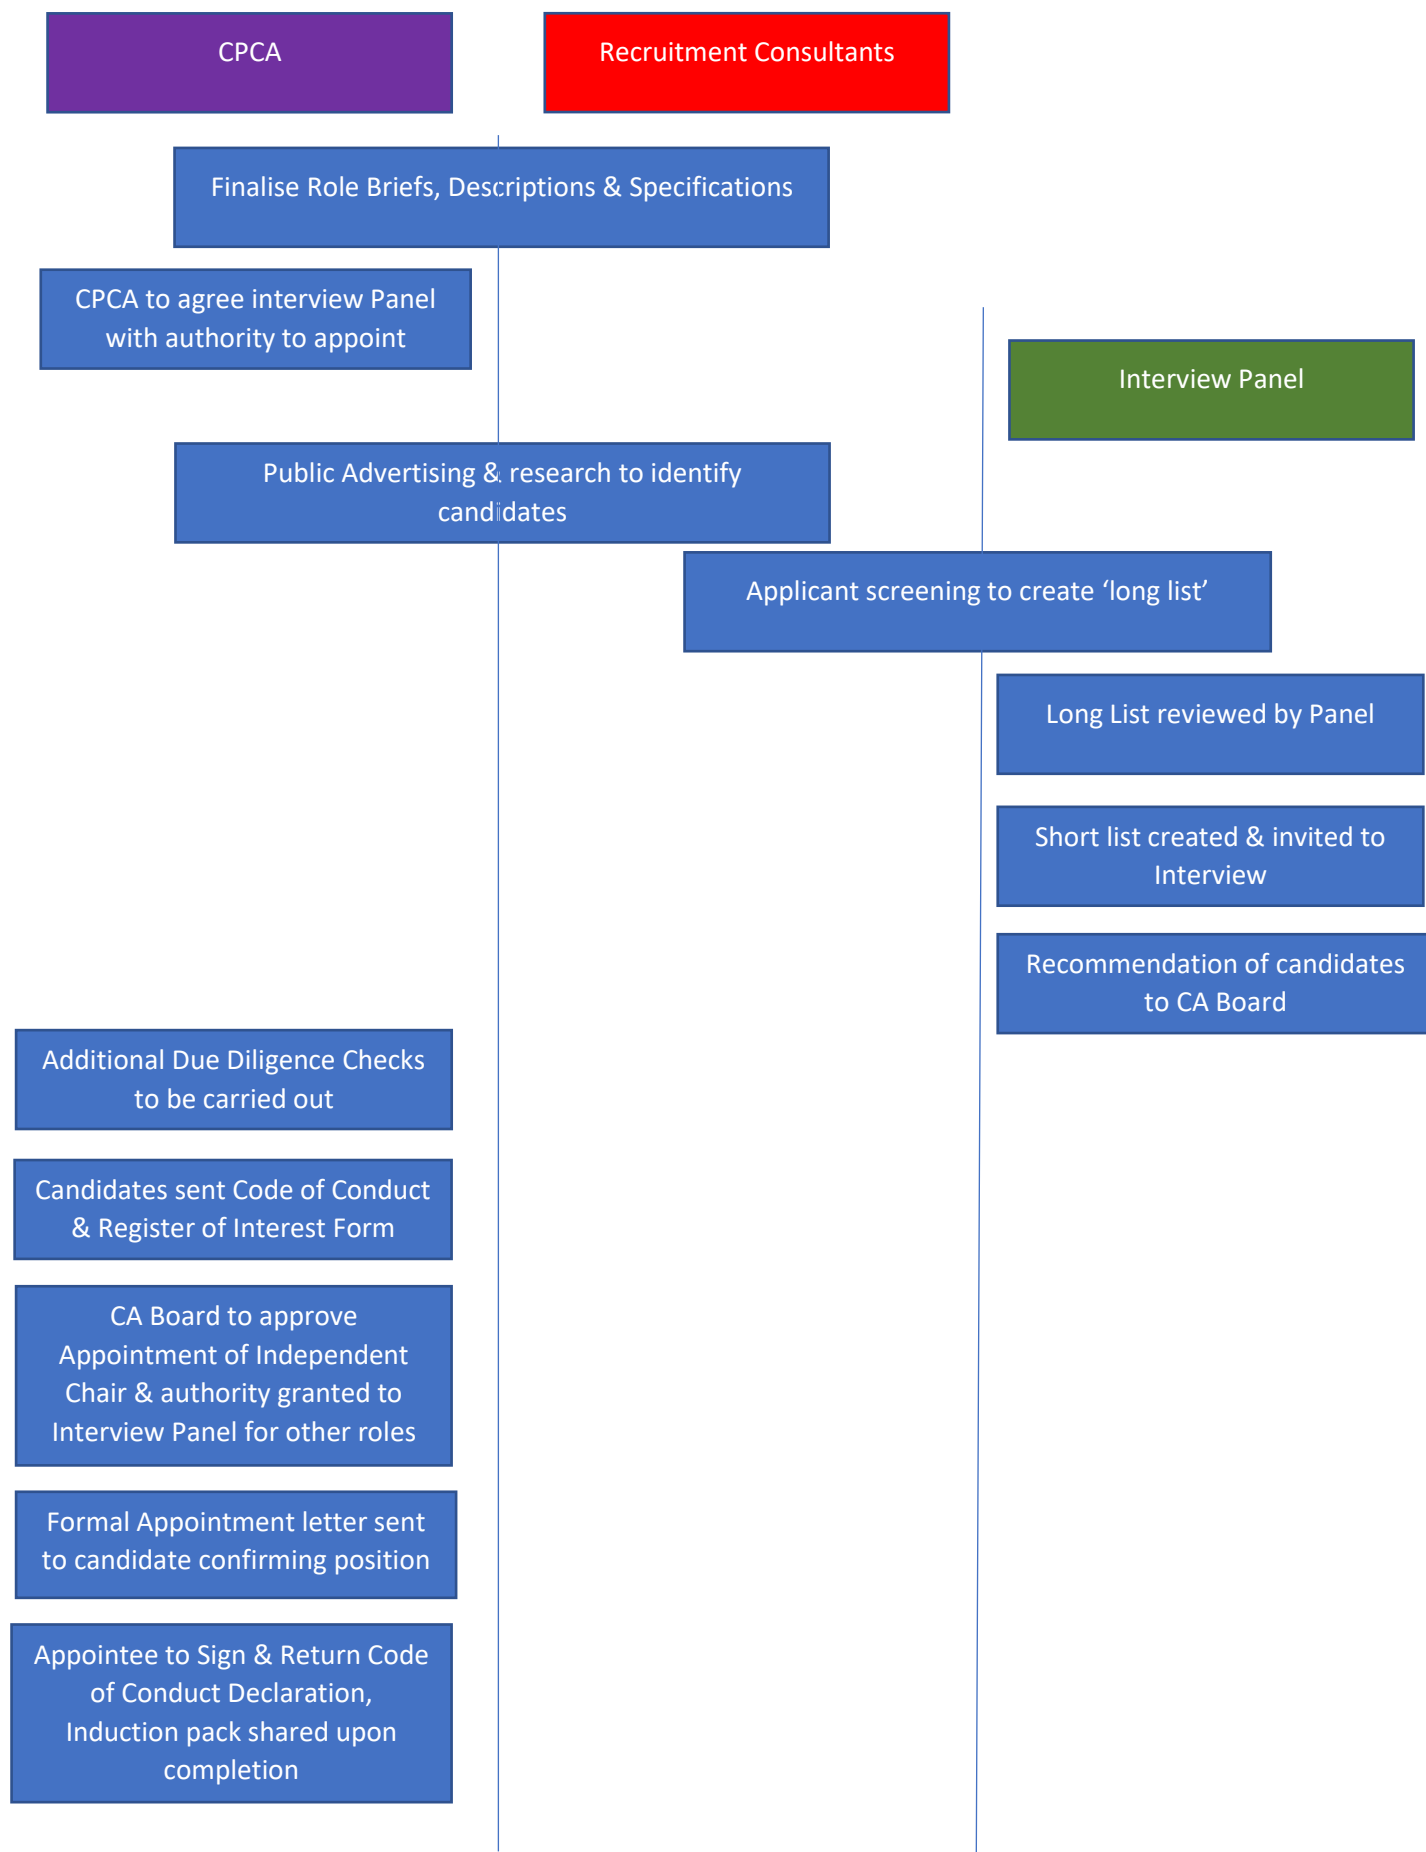 CPCA
Recruitment Consultants
Finalise Role Briefs, Descriptions & Specifications
CPCA to agree interview Panel
with authority to appoint
Interview Panel
Public Advertising & research to identify
candidates
Applicant screening to create ‘long list’
Long List reviewed by Panel
Short list created & invited to
Interview
Recommendation of candidates
to CA Board
Additional Due Diligence Checks
to be carried out
Candidates sent Code of Conduct
& Register of Interest Form
CA Board to approve
Appointment of Independent
Chair & authority granted to
Interview Panel for other roles
Formal Appointment letter sent
to candidate confirming position
Appointee to Sign & Return Code
of Conduct Declaration,
Induction pack shared upon
completion